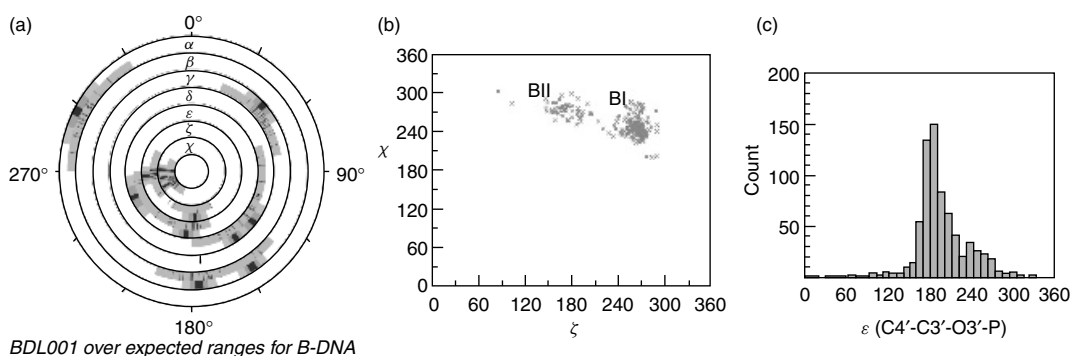 (a)
0°
α
β
γ
δ
ε
ζ
χ
270°
90°
180°
BDL001 over expected ranges for B-DNA
(b)
360
300
240
180
120
60
0
χ
BII
BI
0 60 120 180 240 290 360
ζ
(c)
200
150
100
50
0
Count
0 60 120 180 240 300 360
ε (C4′-C3′-O3′-P)